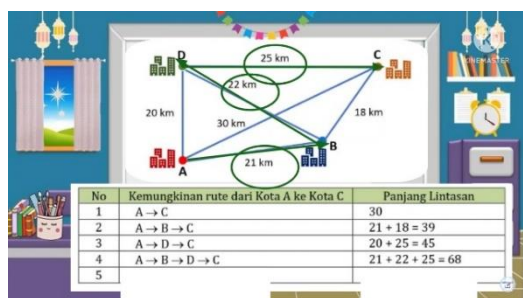 D
25 km
C
22 km
20 km
30 km
18 km
B
21 km
A
No Kemungkinan rute dari Kota A ke Kota C Panjang Lintasan
1 A → C 30
2 A → B → C 21 + 18 = 39
3 A → D → C 20 + 25 = 45
4 A → B → D → C 21 + 22 + 25 = 68
5